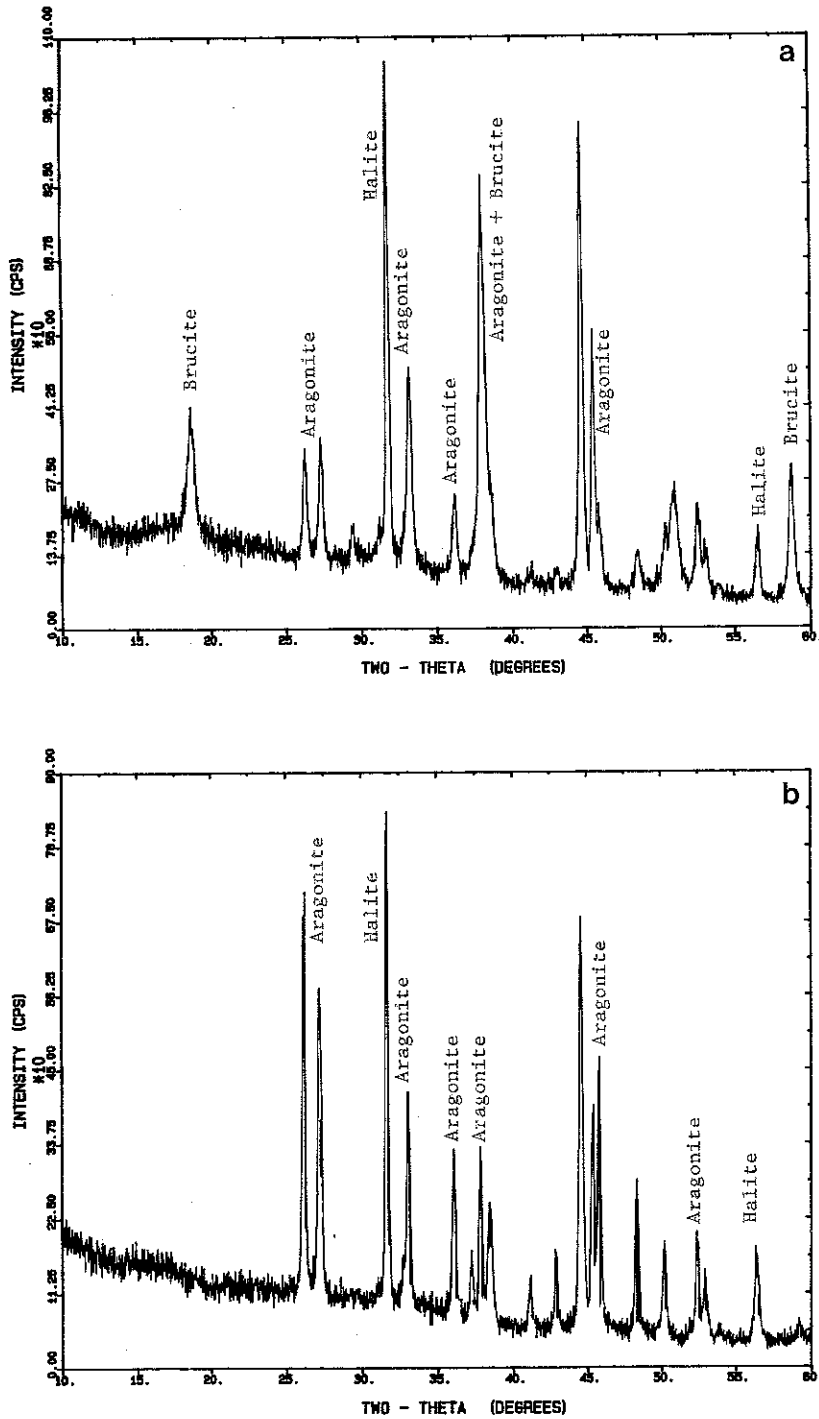 a
110.00
96.25
82.50
68.75
55.00
41.25
27.50
13.75
0.00
INTENSITY (CPS)
*10
Brucite
Aragonite
Halite
Aragonite
Aragonite
Aragonite + Brucite
Aragonite
Halite
Brucite
10. 15. 20. 25. 30. 35. 40. 45. 50. 55. 60.
TWO - THETA (DEGREES)
b
90.00
78.75
67.50
56.25
45.00
33.75
22.50
11.25
0.00
INTENSITY (CPS)
*10
Aragonite
Halite
Aragonite
Aragonite
Aragonite
Aragonite
Aragonite
Halite
10. 15. 20. 25. 30. 35. 40. 45. 50. 55. 60
TWO - THETA (DEGREES)